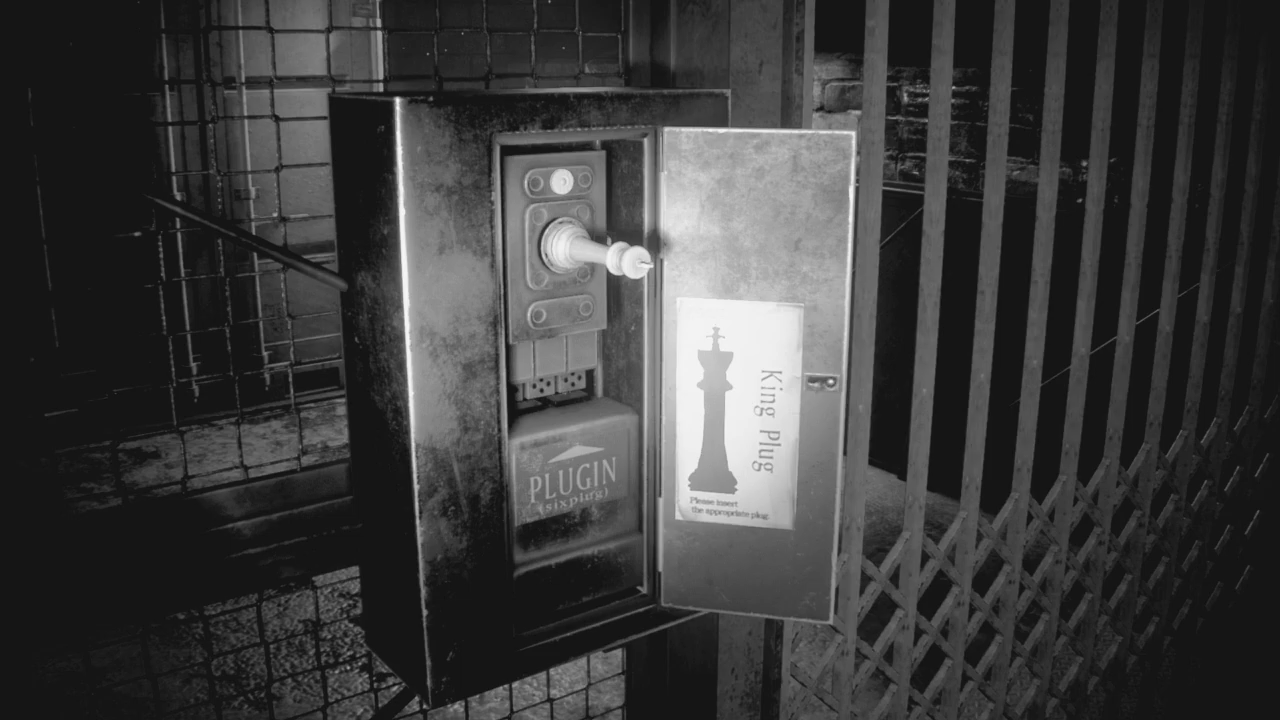 PLUGIN
(sixplug)
King Plug
Please insert
the appropriate plug.